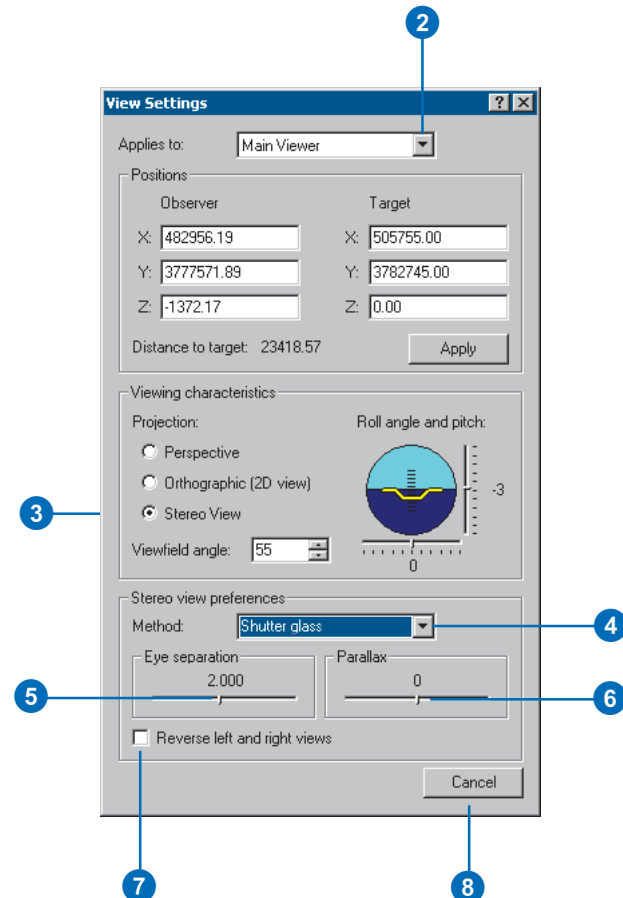 2
View Settings
? X
Applies to: Main Viewer
Positions
Observer Target
X: 482956.19 X: 505755.00
Y: 3777571.89 Y: 3782745.00
Z: -1372.17 Z: 0.00
Distance to target: 23418.57 Apply
Viewing characteristics
Projection: Roll angle and pitch:
Perspective
Orthographic (2D view) -3
3
Stereo View
Viewfield angle: 55
0
Stereo view preferences
Method: Shutter glass
4
Eye separation Parallax
2.000 0
5 6
Reverse left and right views
Cancel
7 8